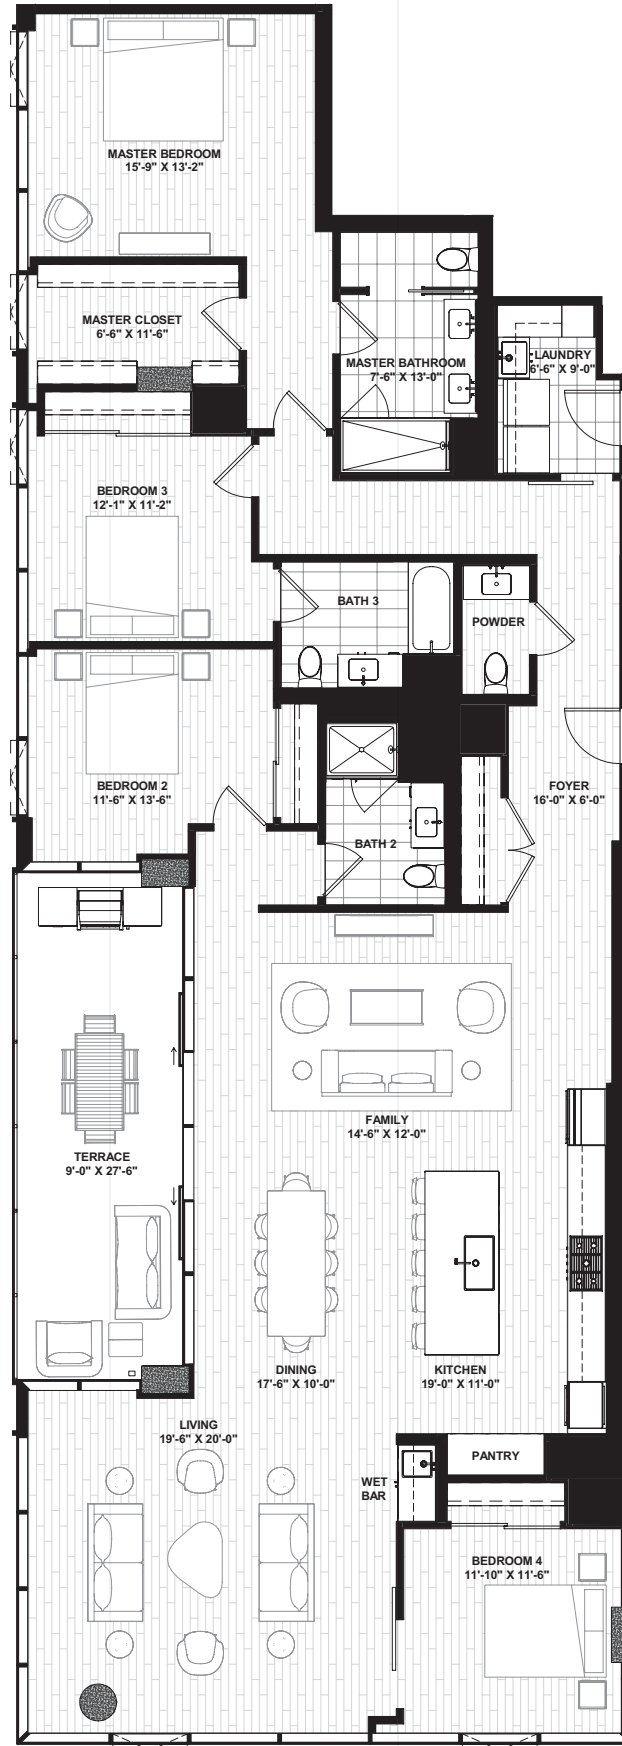 MASTER BEDROOM
15'-9" X 13'-2"
MASTER CLOSET
6'-6" X 11'-6"
MASTER BATHROOM
7'-6" X 13'-0"
LAUNDRY
6'-6" X 9'-0"
BEDROOM 3
12'-1" X 11'-2"
BATH 3
POWDER
BEDROOM 2
11'-6" X 13'-6"
FOYER
16'-0" X 6'-0"
BATH 2
FAMILY
14'-6" X 12'-0"
TERRACE
9'-0" X 27'-6"
DINING
17'-6" X 10'-0"
KITCHEN
19'-0" X 11'-0"
LIVING
19'-6" X 20'-0"
PANTRY
WET
BAR
BEDROOM 4
11'-10" X 11'-6"